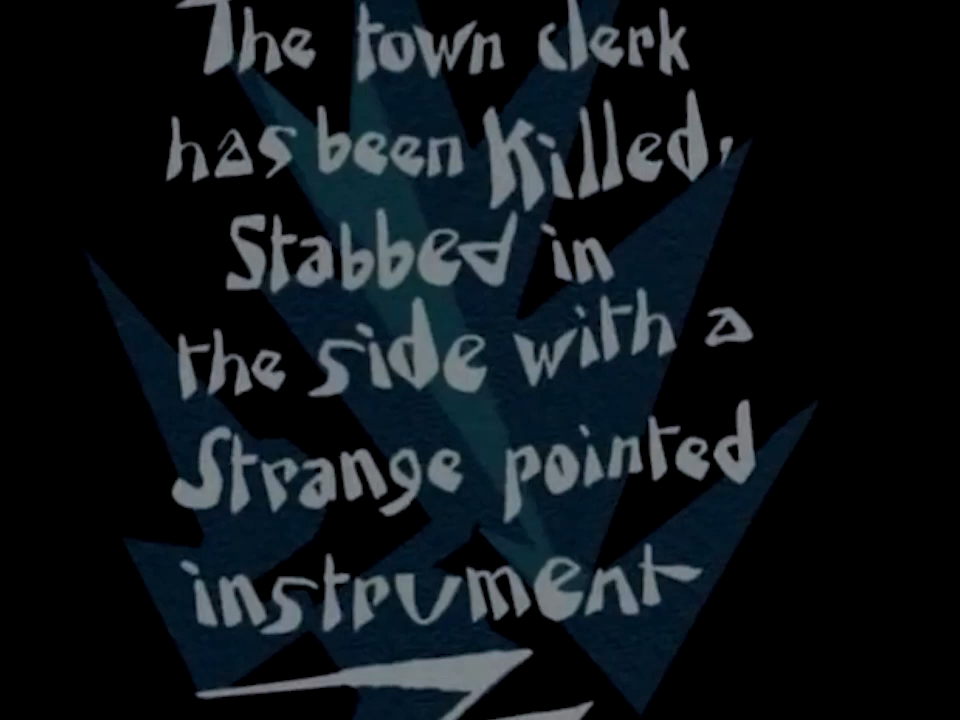 The town clerk
has been Killed,
Stabbed in
the side with a
Strange pointed
instrument